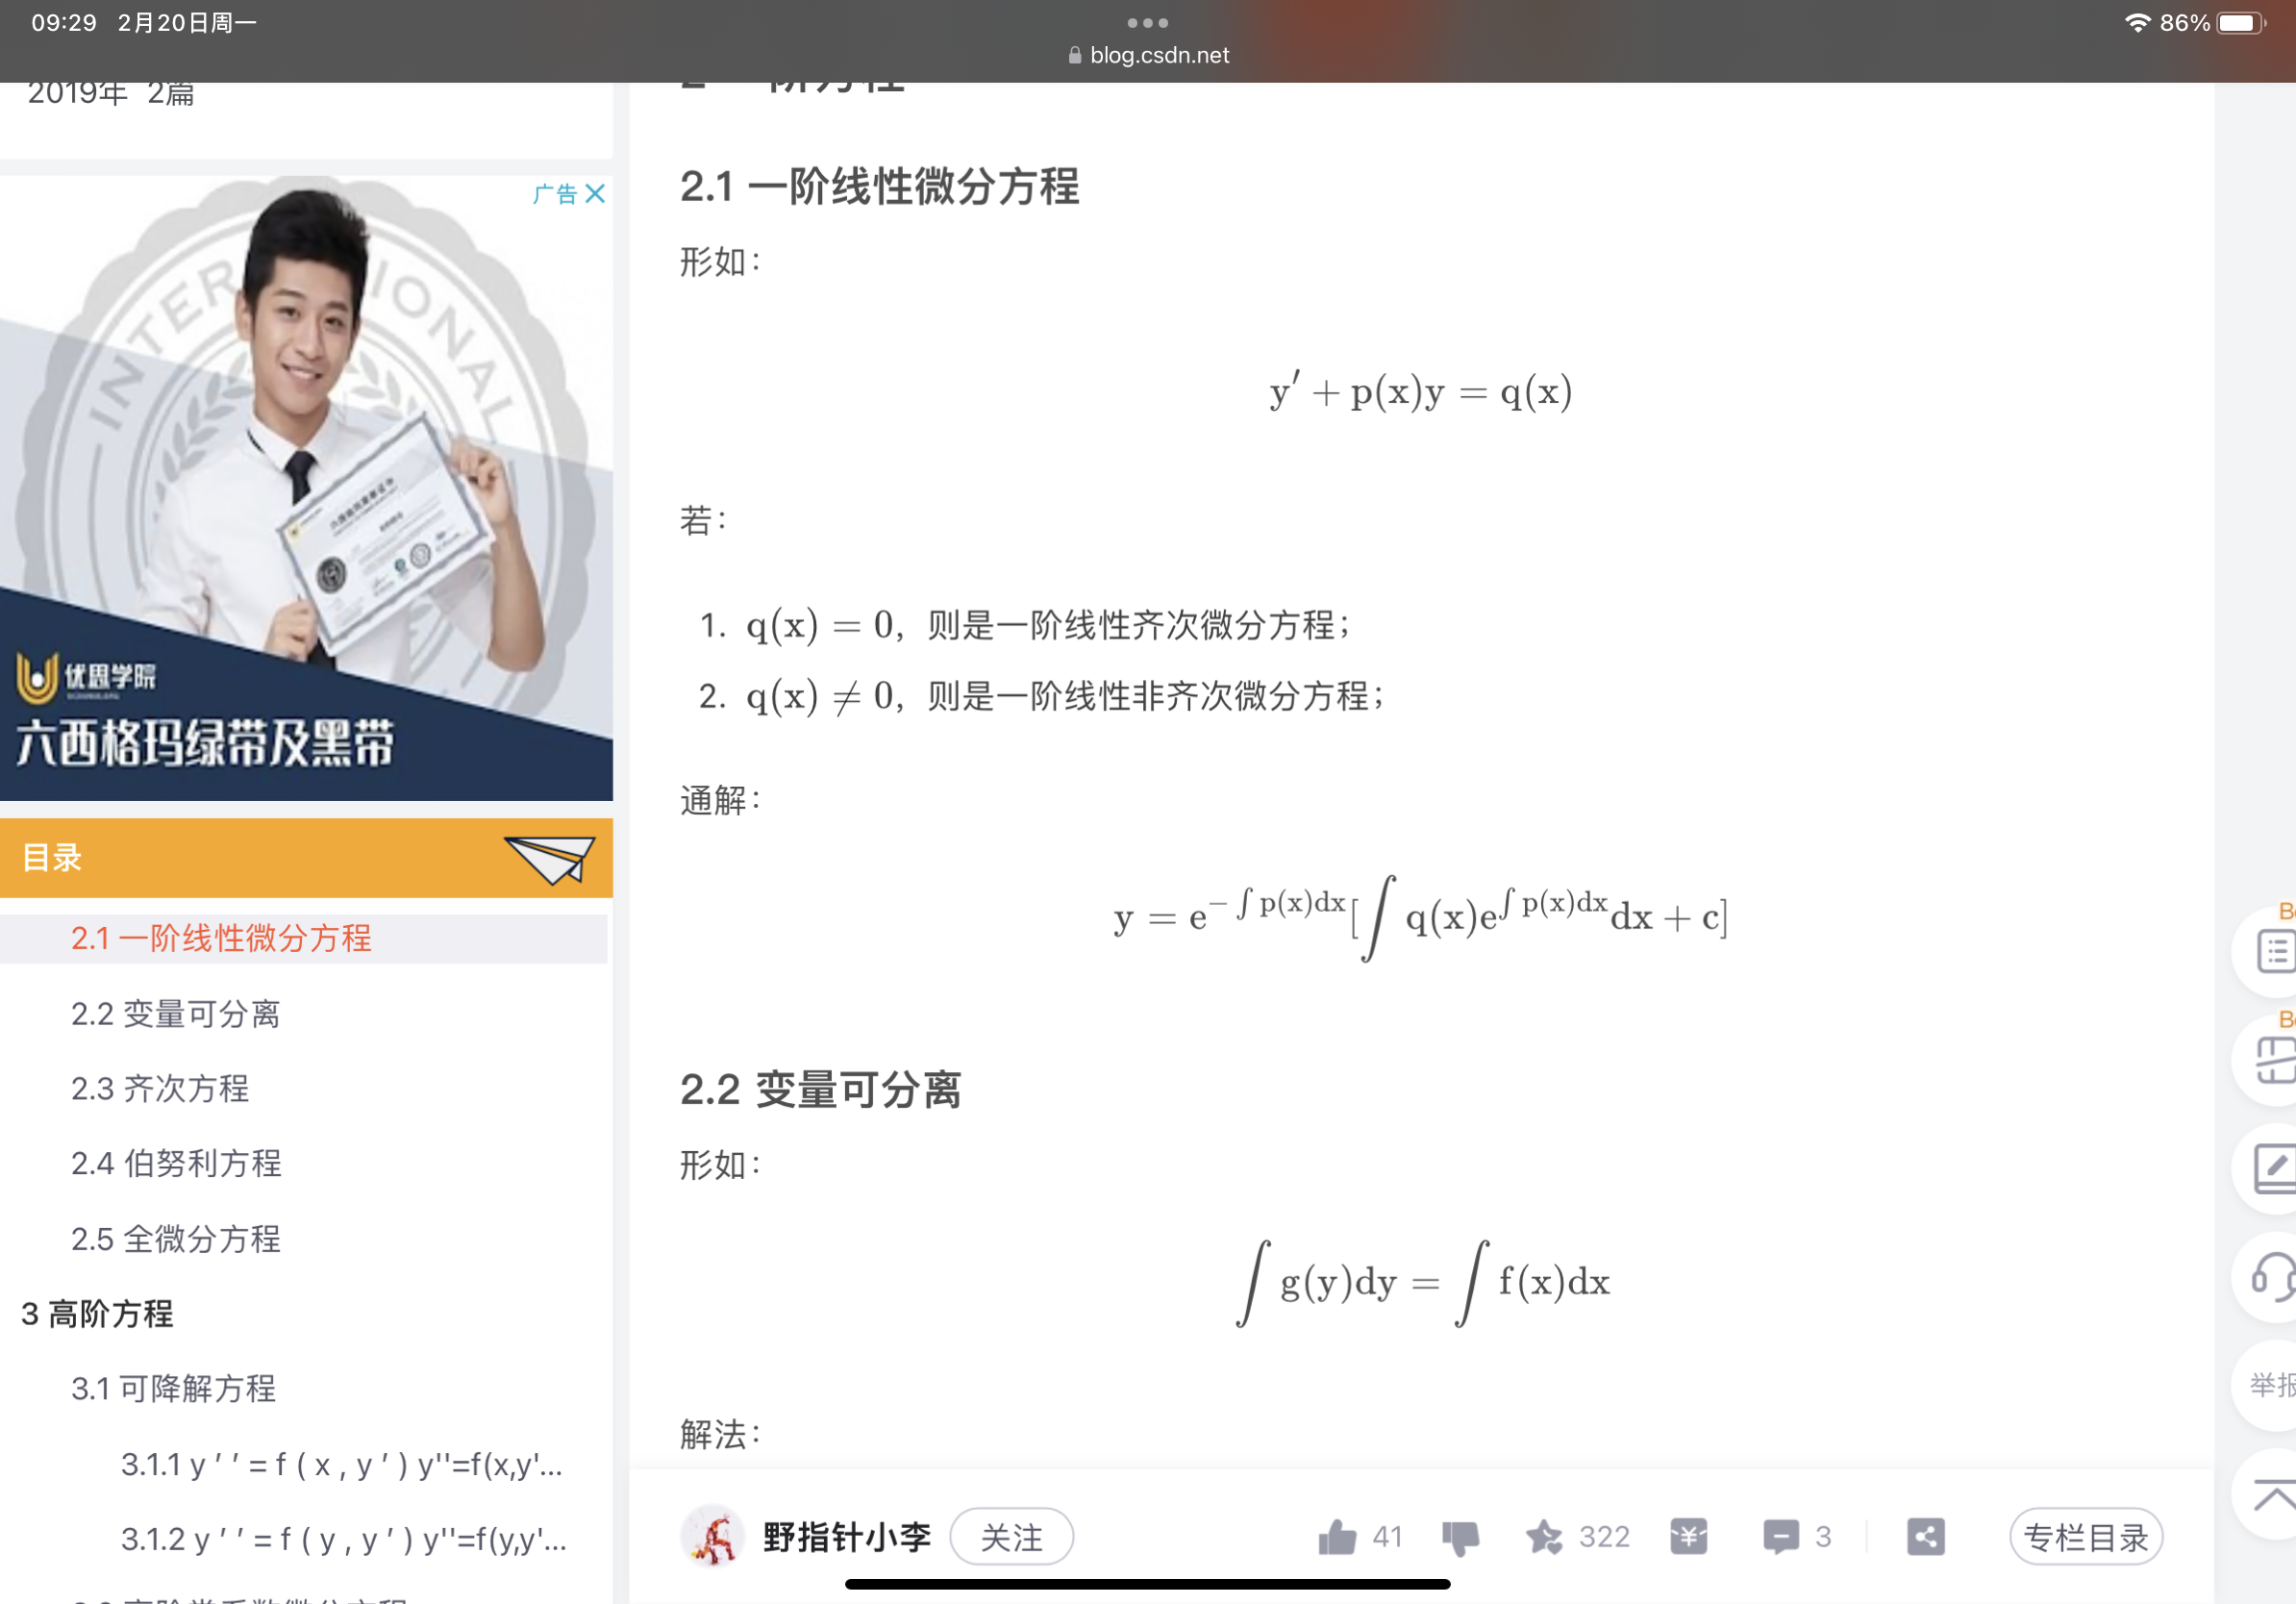 09:29 2月20日周一
86%
blog.csdn.net
2019年 2篇
广告
INTERNATIONAL
优思学院
六西格玛绿带及黑带
目录
2.1 一阶线性微分方程
2.2 变量可分离
2.3 齐次方程
2.4 伯努利方程
2.5 全微分方程
3 高阶方程
3.1 可降解方程
3.1.1 y ′ ′ = f ( x , y ′ ) y''=f(x,y'...
3.1.2 y ′ ′ = f ( y , y ′ ) y''=f(y,y'...
2.1 一阶线性微分方程
形如：
y′ + p(x)y = q(x)
若：
1. q(x) = 0，则是一阶线性齐次微分方程；
2. q(x) ≠ 0，则是一阶线性非齐次微分方程；
通解：
y = e^{−∫p(x)dx}[∫q(x)e^{∫p(x)dx}dx + c]
2.2 变量可分离
形如：
∫g(y)dy = ∫f(x)dx
解法：
野指针小李
关注
41
322
3
专栏目录
举报